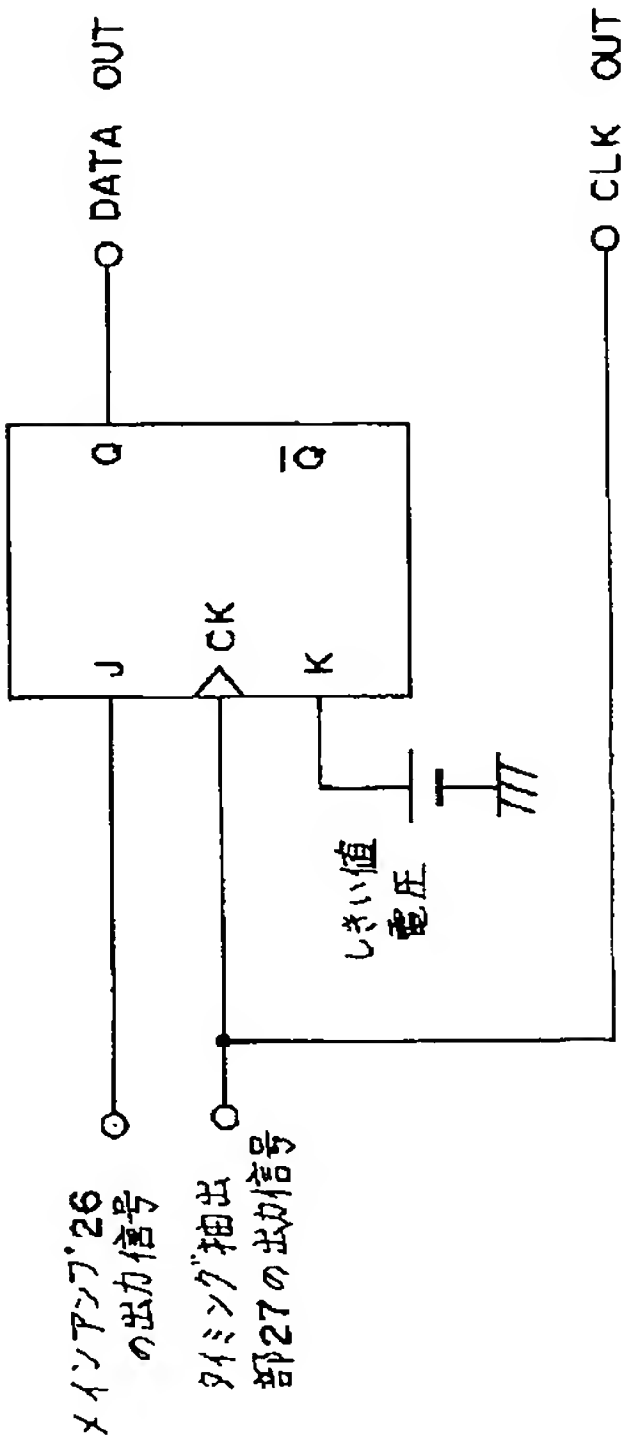 メインアンプ26
の出力信号
タイミング抽出
部27の出力信号
しきい値
電圧
J
CK
K
Q
Q̅
DATA OUT
CLK OUT